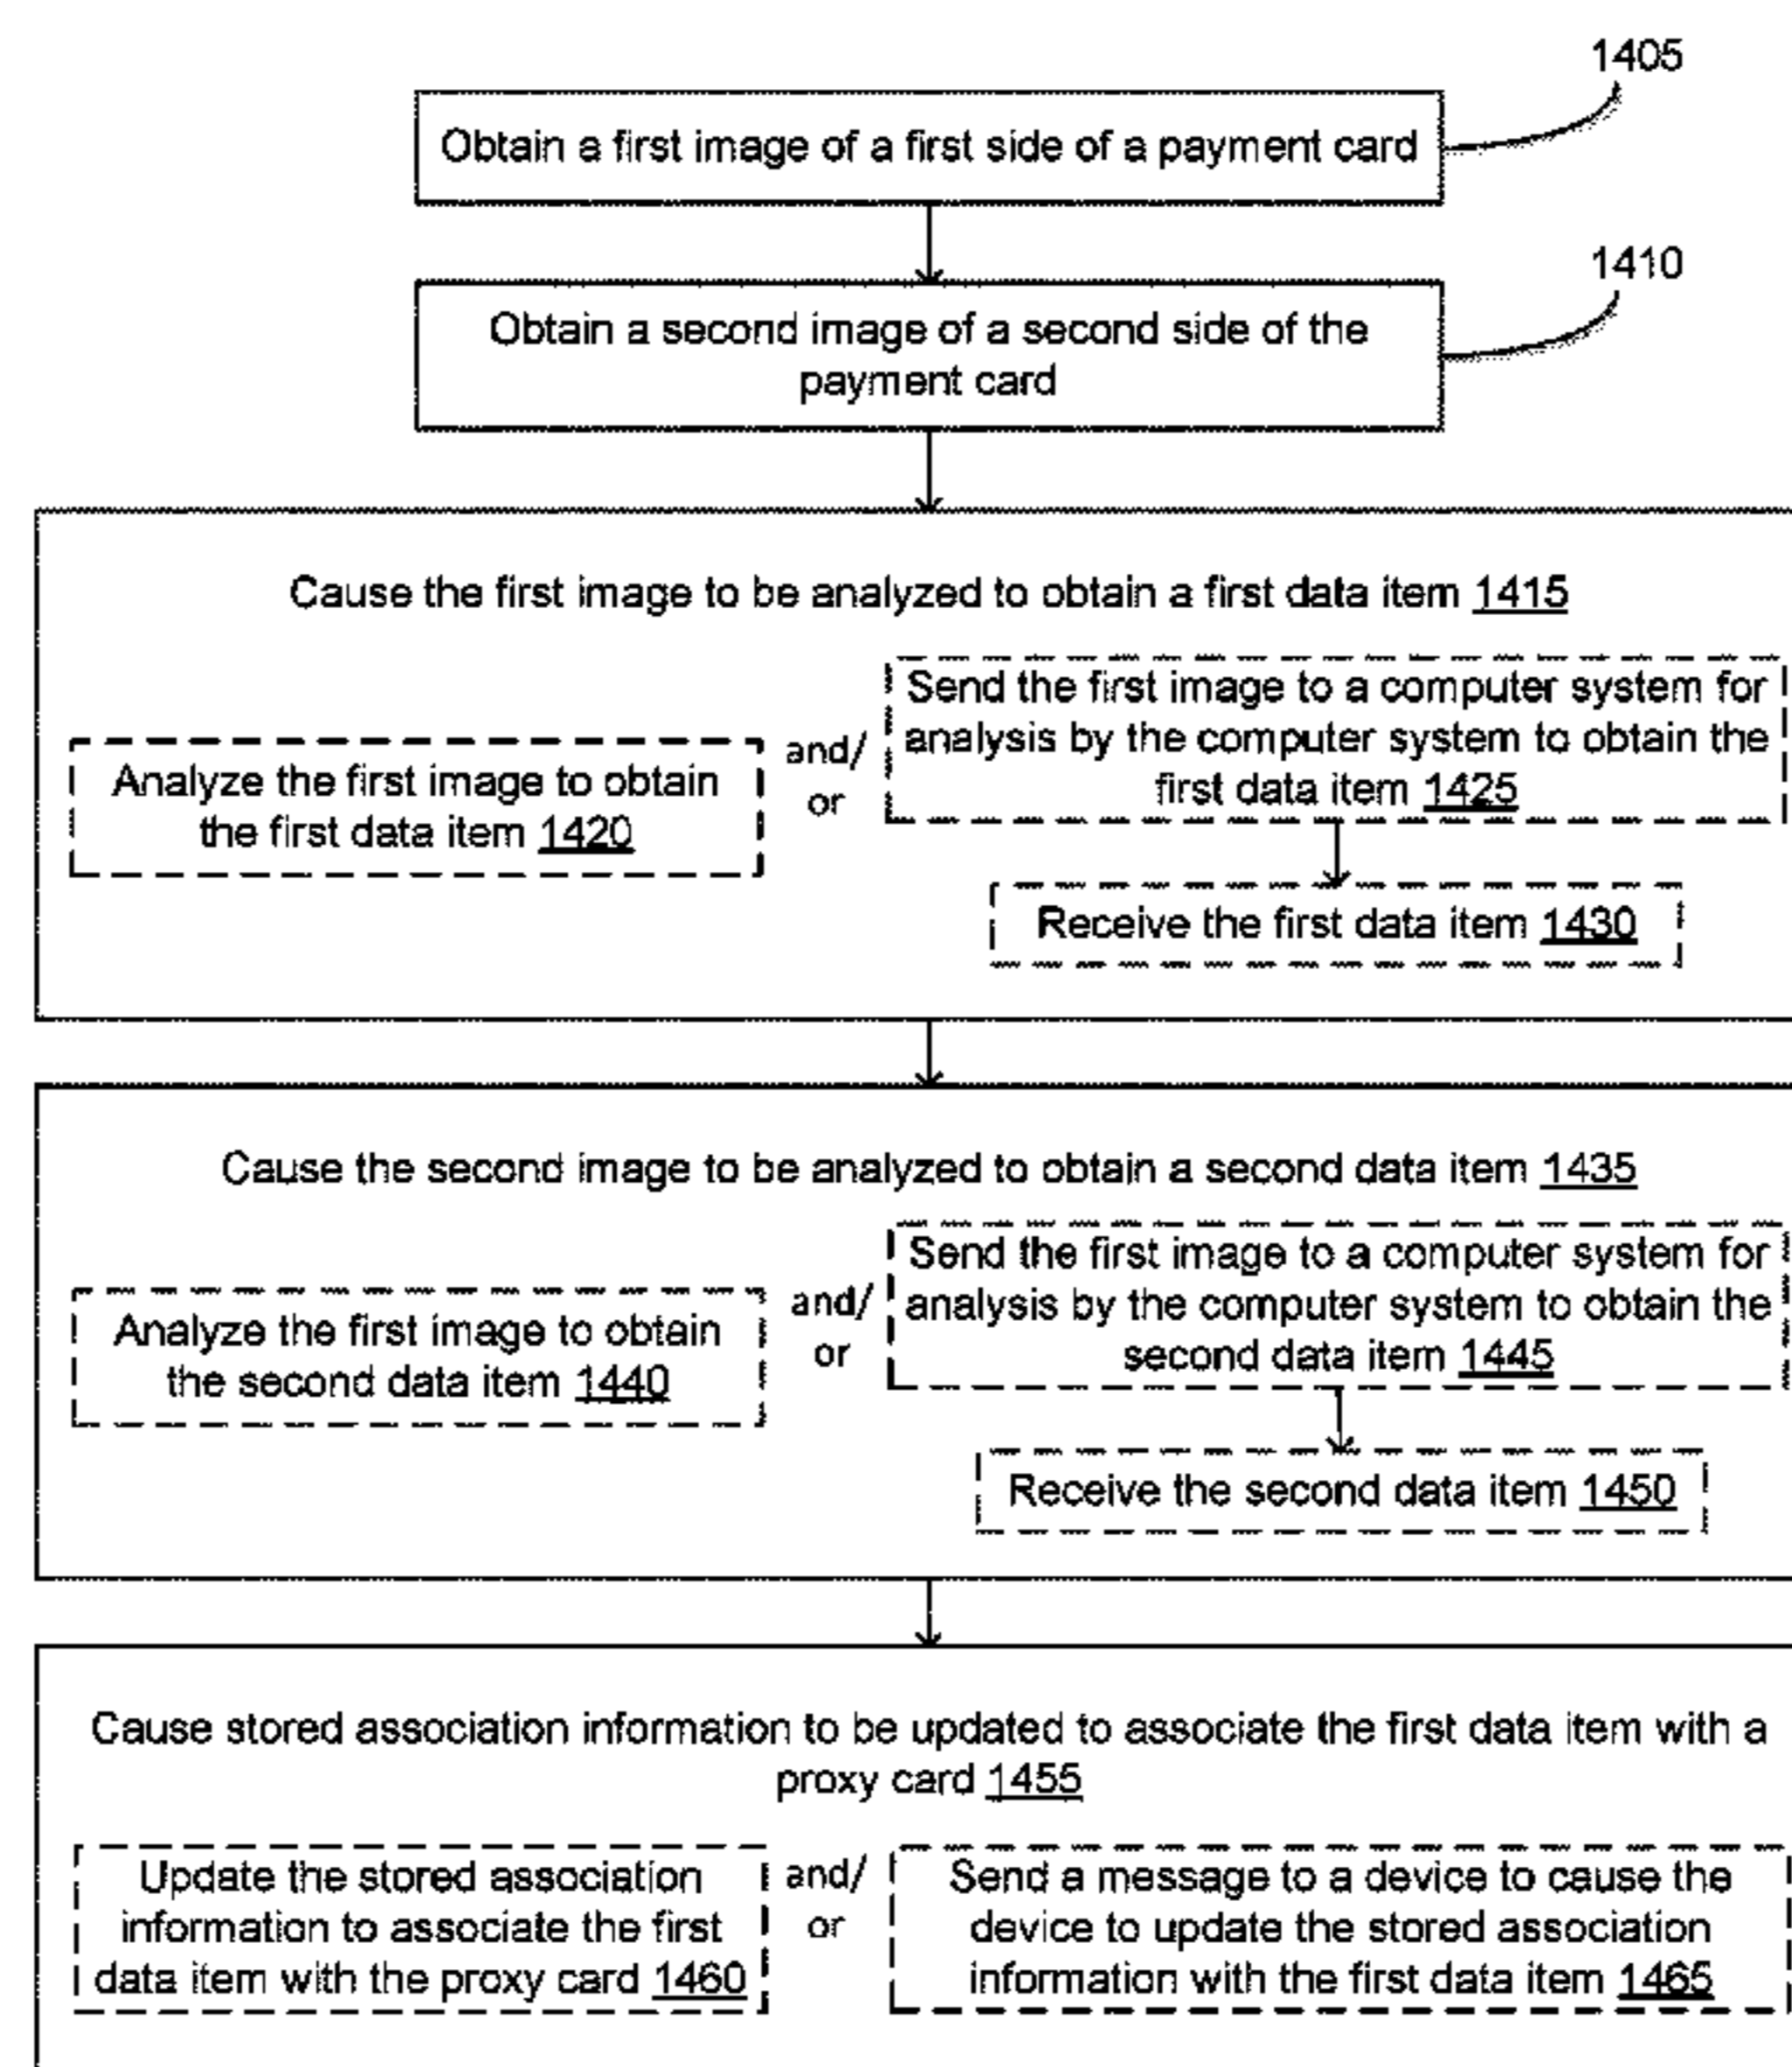 1405
Obtain a first image of a first side of a payment card
1410
Obtain a second image of a second side of the
payment card
Cause the first image to be analyzed to obtain a first data item 1415
Analyze the first image to obtain
the first data item 1420
and/
or
Send the first image to a computer system for
analysis by the computer system to obtain the
first data item 1425
Receive the first data item 1430
Cause the second image to be analyzed to obtain a second data item 1435
Analyze the first image to obtain
the second data item 1440
and/
or
Send the first image to a computer system for
analysis by the computer system to obtain the
second data item 1445
Receive the second data item 1450
Cause stored association information to be updated to associate the first data item with a
proxy card 1455
Update the stored association
information to associate the first
data item with the proxy card 1460
and/
or
Send a message to a device to cause the
device to update the stored association
information with the first data item 1465